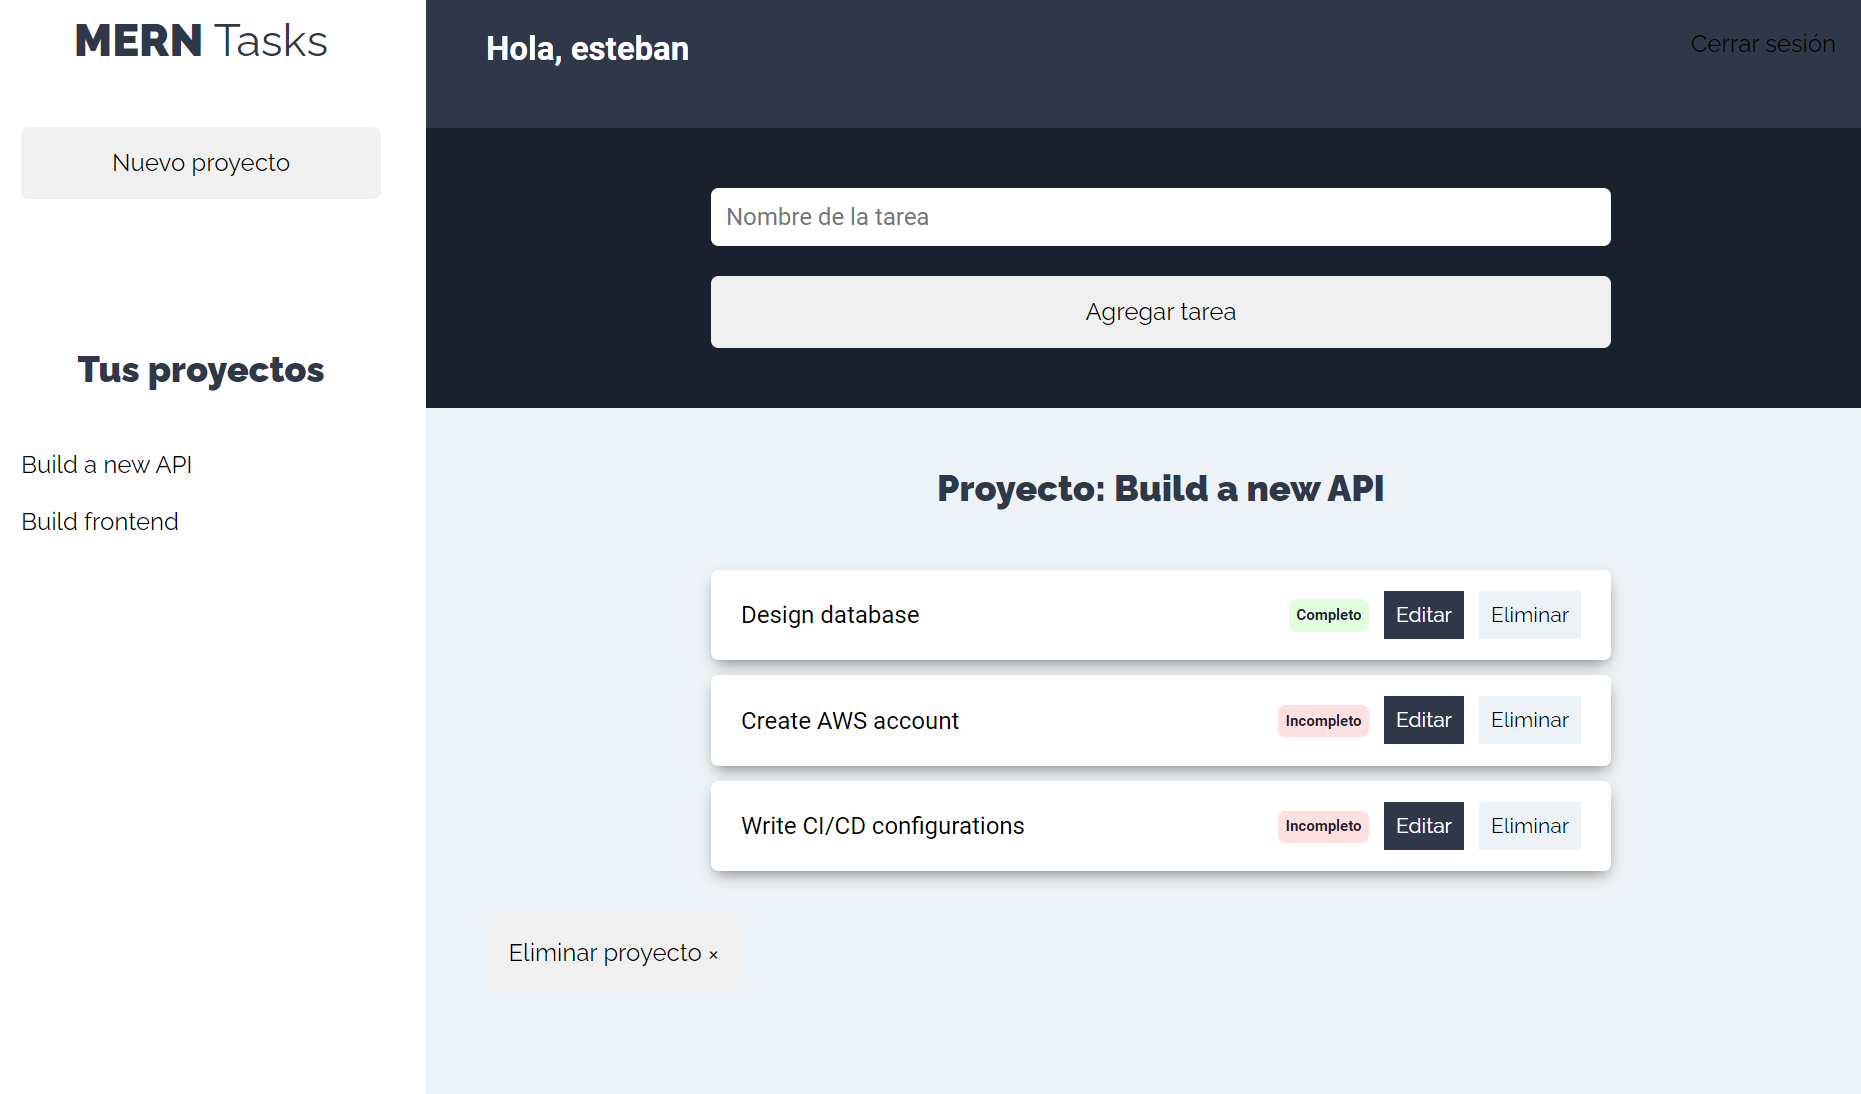 MERN Tasks
Nuevo proyecto
Tus proyectos
Build a new API
Build frontend
Hola, esteban
Cerrar sesión
Nombre de la tarea
Agregar tarea
Proyecto: Build a new API
Design database Completo Editar Eliminar
Create AWS account Incompleto Editar Eliminar
Write CI/CD configurations Incompleto Editar Eliminar
Eliminar proyecto ×